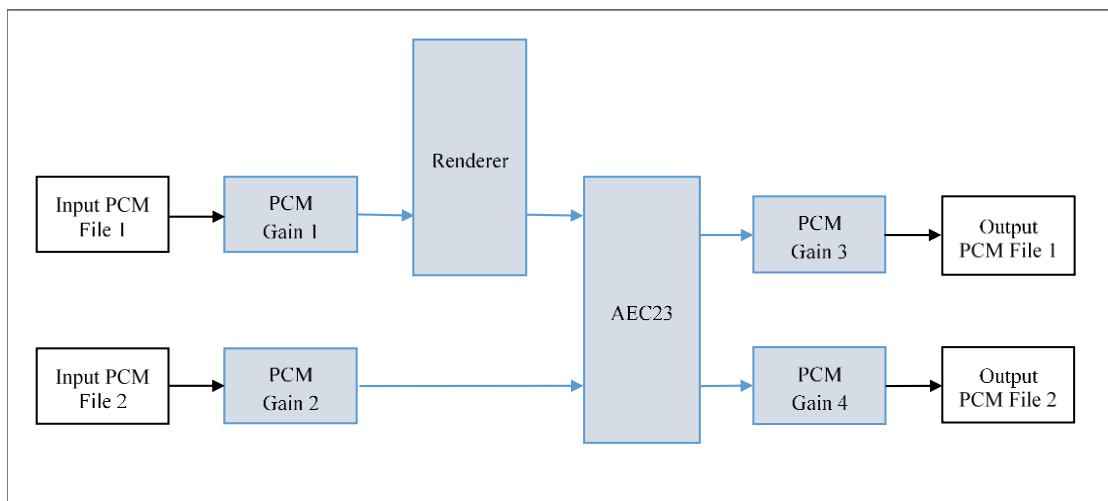 Renderer
Input PCM
File 1
PCM
Gain 1
PCM
Gain 3
Output
PCM File 1
AEC23
Input PCM
File 2
PCM
Gain 2
PCM
Gain 4
Output
PCM File 2